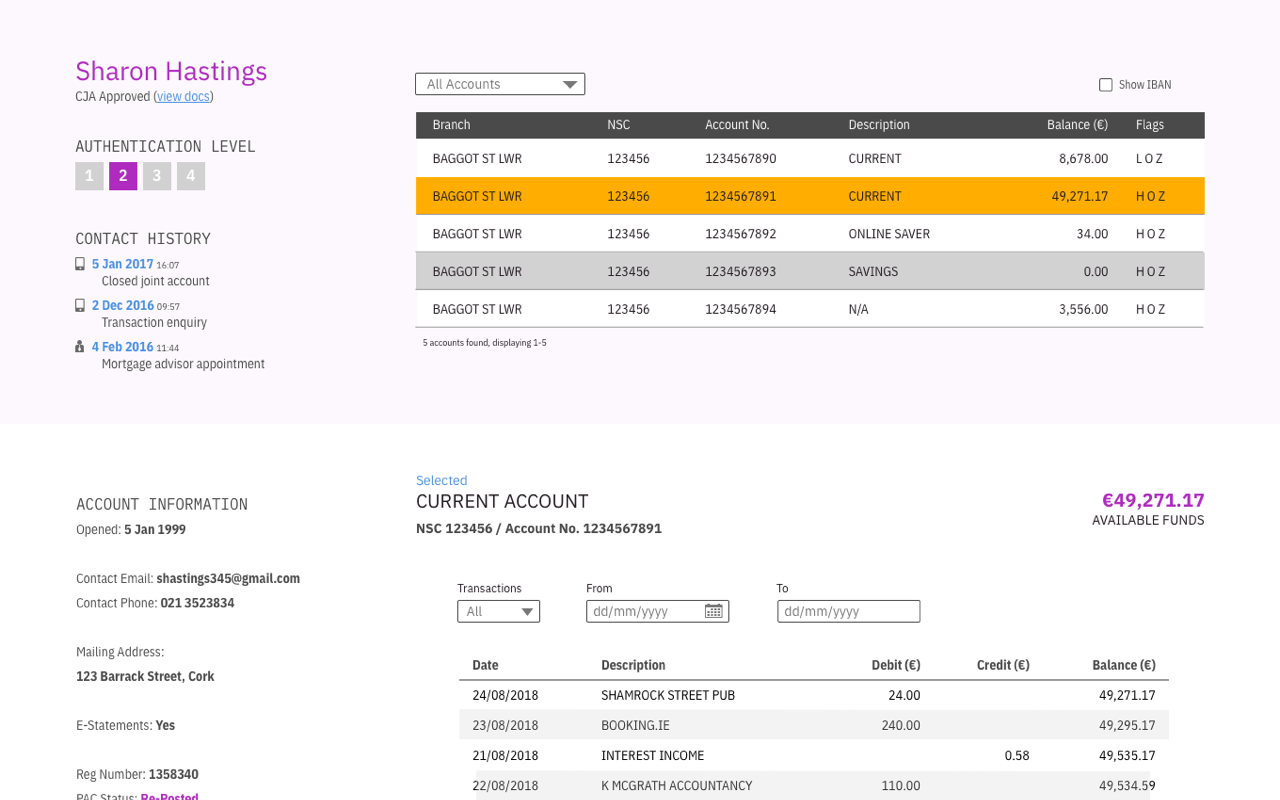 Sharon Hastings
CJA Approved (view docs)
AUTHENTICATION LEVEL
1 2 3 4
CONTACT HISTORY
5 Jan 2017 16:07
Closed joint account
2 Dec 2016 09:57
Transaction enquiry
4 Feb 2016 11:44
Mortgage advisor appointment
All Accounts
Show IBAN
Branch NSC Account No. Description Balance (€) Flags
BAGGOT ST LWR 123456 1234567890 CURRENT 8,678.00 L O Z
BAGGOT ST LWR 123456 1234567891 CURRENT 49,271.17 H O Z
BAGGOT ST LWR 123456 1234567892 ONLINE SAVER 34.00 H O Z
BAGGOT ST LWR 123456 1234567893 SAVINGS 0.00 H O Z
BAGGOT ST LWR 123456 1234567894 N/A 3,556.00 H O Z
5 accounts found, displaying 1-5
ACCOUNT INFORMATION
Opened: 5 Jan 1999
Contact Email: shastings345@gmail.com
Contact Phone: 021 3523834
Mailing Address:
123 Barrack Street, Cork
E-Statements: Yes
Reg Number: 1358340
PAC Status: Re-Posted
Selected
CURRENT ACCOUNT
NSC 123456 / Account No. 1234567891
€49,271.17
AVAILABLE FUNDS
Transactions From To
All dd/mm/yyyy dd/mm/yyyy
Date Description Debit (€) Credit (€) Balance (€)
24/08/2018 SHAMROCK STREET PUB 24.00 49,271.17
23/08/2018 BOOKING.IE 240.00 49,295.17
21/08/2018 INTEREST INCOME 0.58 49,535.17
22/08/2018 K MCGRATH ACCOUNTANCY 110.00 49,534.59